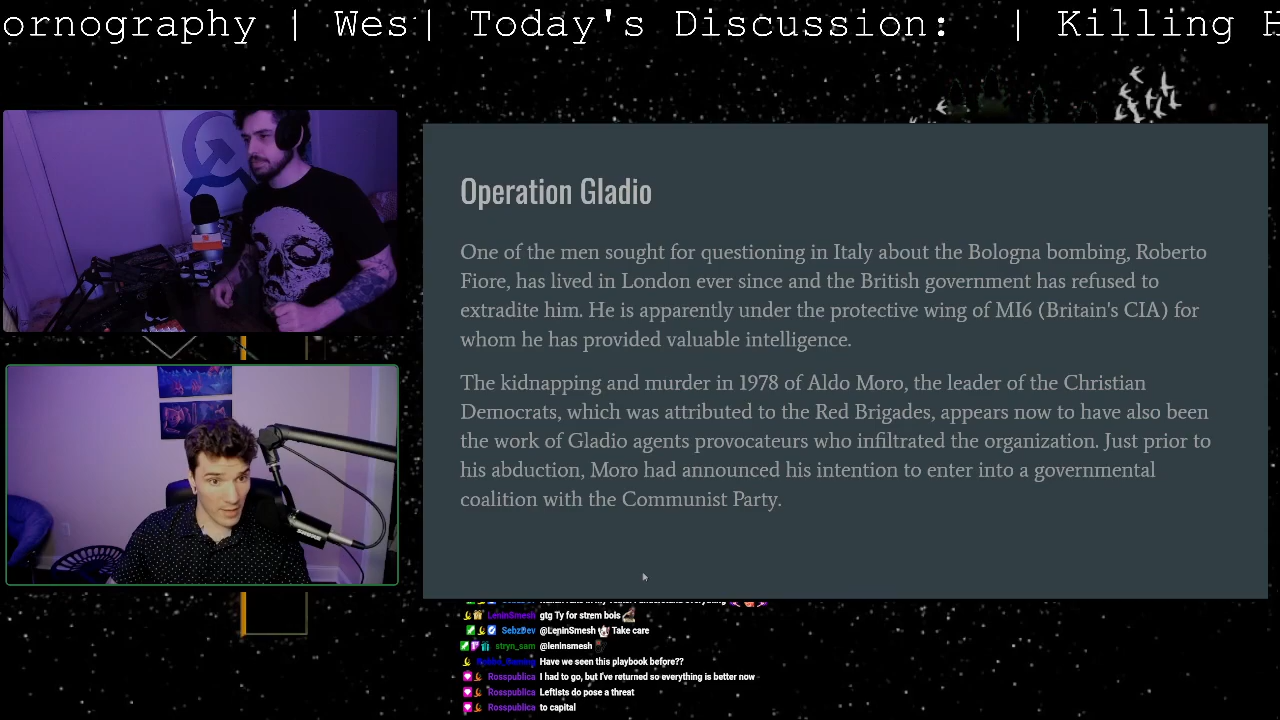 ornography | Wes | Today's Discussion: | Killing H
Operation Gladio
One of the men sought for questioning in Italy about the Bologna bombing, Roberto
Fiore, has lived in London ever since and the British government has refused to
extradite him. He is apparently under the protective wing of MI6 (Britain's CIA) for
whom he has provided valuable intelligence.
The kidnapping and murder in 1978 of Aldo Moro, the leader of the Christian
Democrats, which was attributed to the Red Brigades, appears now to have also been
the work of Gladio agents provocateurs who infiltrated the organization. Just prior to
his abduction, Moro had announced his intention to enter into a governmental
coalition with the Communist Party.
LeninSmesh gtg Ty for strem bois
SebzDev @LeninSmesh Take care
stryn_sam @leninsmesh
Have we seen this playbook before??
Rosspublica I had to go, but I've returned so everything is better now
Rosspublica Leftists do pose a threat
Rosspublica to capital